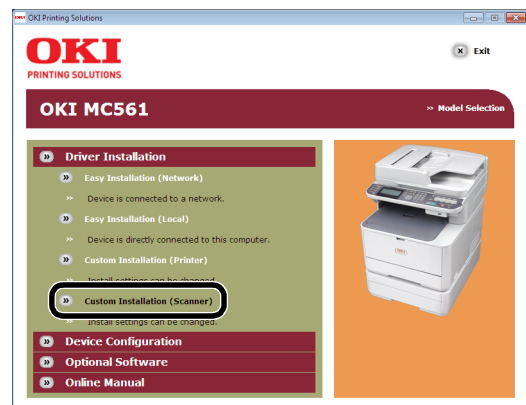 OKI Printing Solutions
OKI
PRINTING SOLUTIONS
Exit
OKI MC561
» Model Selection
Driver Installation
Easy Installation (Network)
Device is connected to a network.
Easy Installation (Local)
Device is directly connected to this computer.
Custom Installation (Printer)
Install settings can be changed.
Custom Installation (Scanner)
Install settings can be changed.
Device Configuration
Optional Software
Online Manual